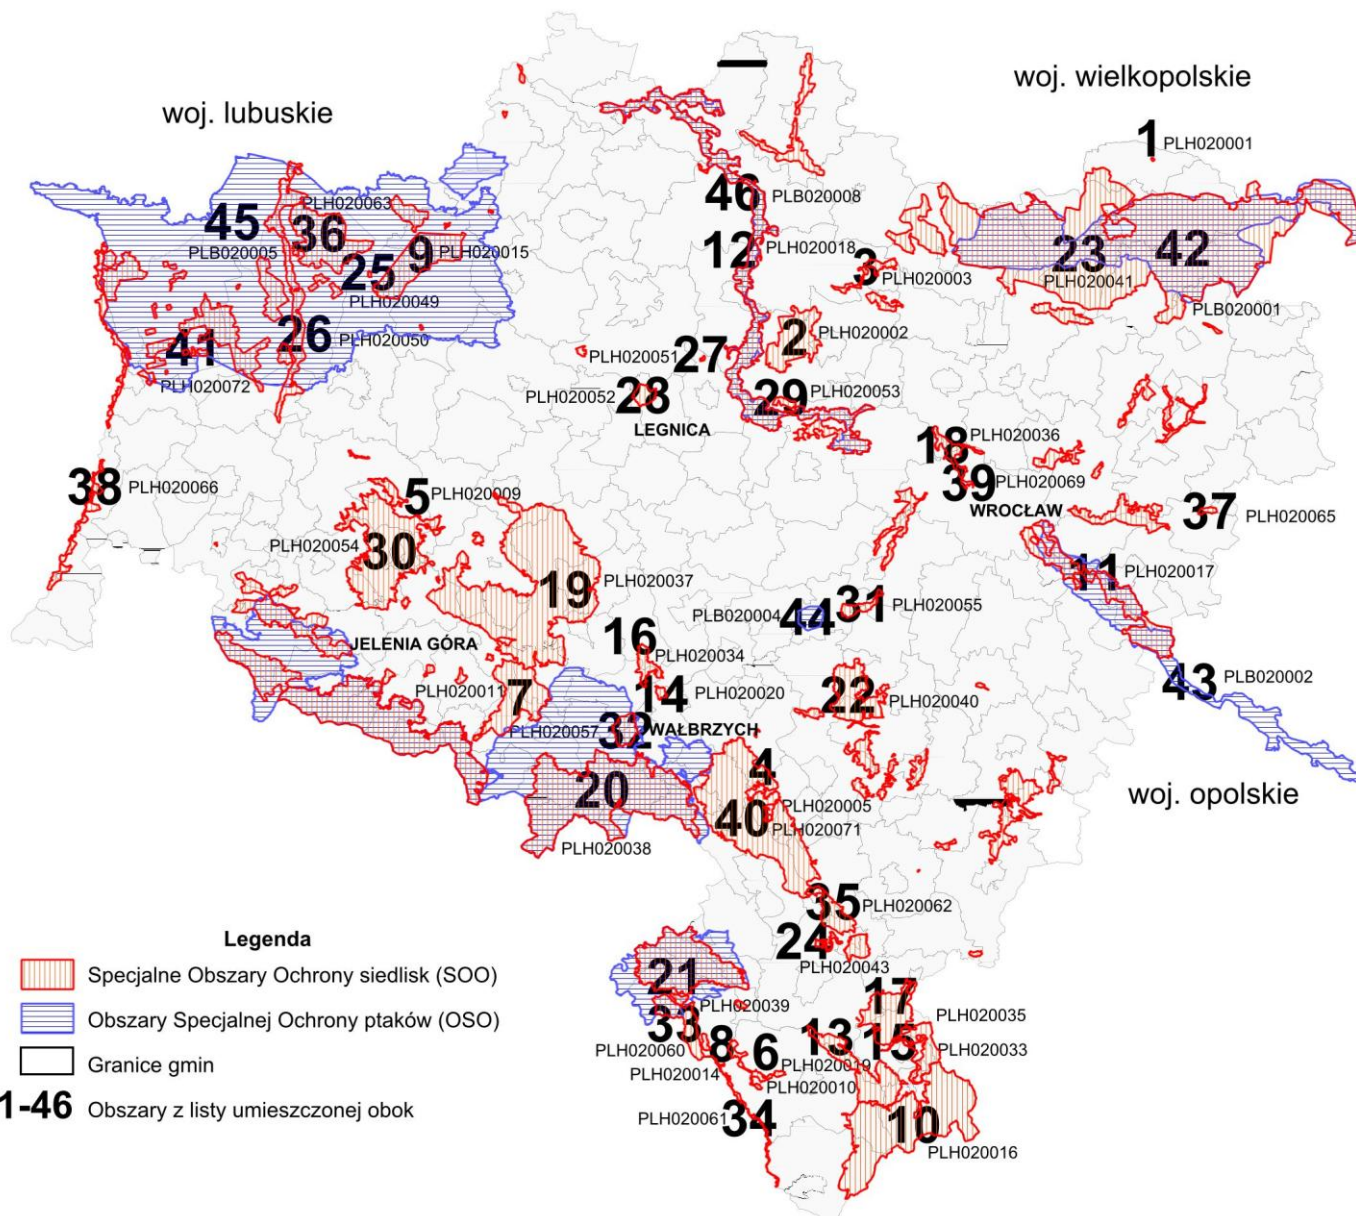 woj. wielkopolskie
woj. lubuskie
1 PLH020001
46 PLB020008
PLH020063
45 36
PLB020005
9 PLH020015
25
PLH020049
12 PLH020018
3 PLH020003
23 42
PLH020041
PLB020001
26 PLH020050
41
PLH020072
2 PLH020002
PLH020051 27
PLH020052 28
29 PLH020053
LEGNICA
18 PLH020036
39 PLH020069
WROCŁAW
38 PLH020066
5 PLH020009
37 PLH020065
PLH020054 30
19 PLH020037
11 PLH020017
PLB020004 44
31 PLH020055
JELENIA GÓRA
16
PLH020034
14 PLH020020
PLH020011 7
22 PLH020040
43 PLB020002
PLH020057 32
WAŁBRZYCH
4
20
PLH020005
40 PLH020071
woj. opolskie
PLH020038
35 PLH020062
24
PLH020043
Legenda
Specjalne Obszary Ochrony siedlisk (SOO)
Obszary Specjalnej Ochrony ptaków (OSO)
Granice gmin
1-46 Obszary z listy umieszczonej obok
21
PLH020039
17
PLH020035
33
PLH020060
8
PLH020014
6
13
PLH020019
PLH020010
15
PLH020033
PLH020061 34
10
PLH020016